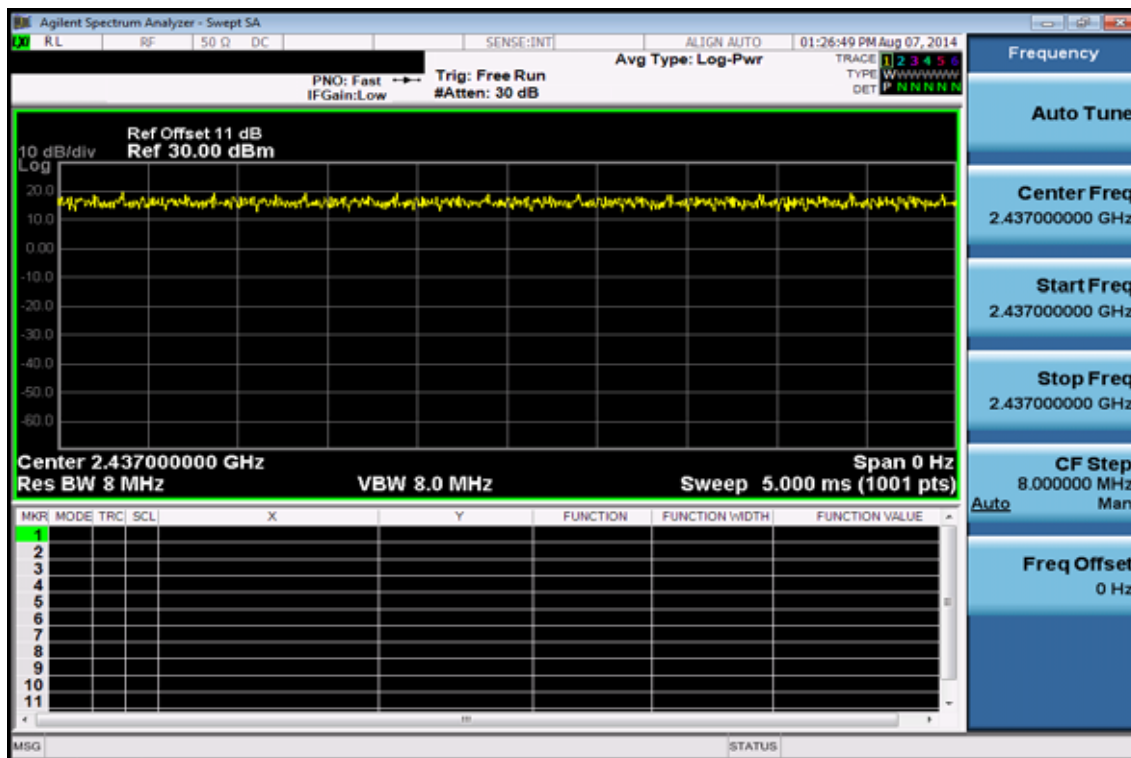 Agilent Spectrum Analyzer - Swept SA
RL RF 50 Ω DC SENSE:INT ALIGN AUTO 01:26:49 PM Aug 07, 2014
Avg Type: Log-Pwr
TRACE 1 2 3 4 5 6
PNO: Fast Trig: Free Run
TYPE WWWWWW
IFGain:Low #Atten: 30 dB
DET P N N N N N
Ref Offset 11 dB
10 dB/div Ref 30.00 dBm
Log
20.0
10.0
0.00
-10.0
-20.0
-30.0
-40.0
-50.0
-60.0
Center 2.437000000 GHz Span 0 Hz
Res BW 8 MHz VBW 8.0 MHz Sweep 5.000 ms (1001 pts)
MKR MODE TRC SCL X Y FUNCTION FUNCTION WIDTH FUNCTION VALUE
1
2
3
4
5
6
7
8
9
10
11
MSG STATUS
Frequency
Auto Tune
Center Freq
2.437000000 GHz
Start Freq
2.437000000 GHz
Stop Freq
2.437000000 GHz
CF Step
8.000000 MHz
Auto Man
Freq Offset
0 Hz